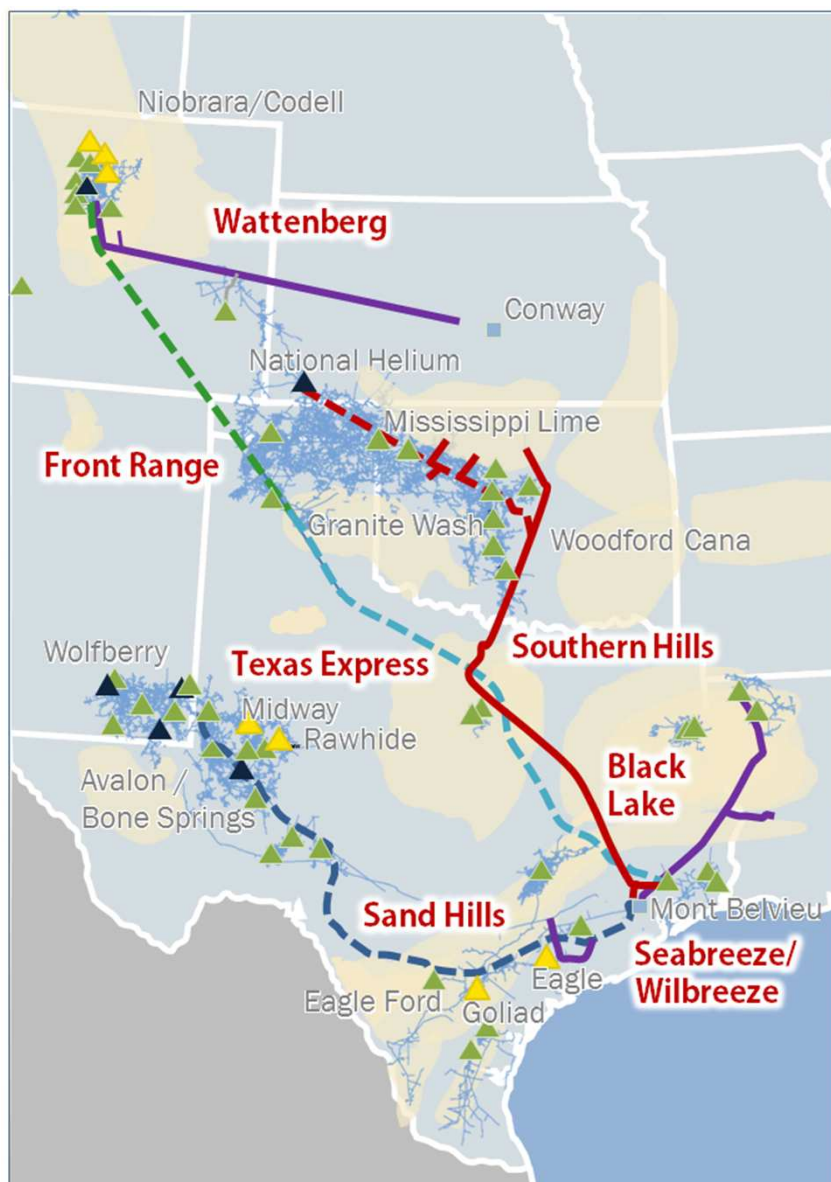 Niobrara/Codell
Wattenberg
Conway
National Helium
Mississippi Lime
Front Range
Granite Wash
Woodford Cana
Southern Hills
Wolfberry
Texas Express
Midway
Rawhide
Avalon /
Bone Springs
Black
Lake
Sand Hills
Mont Belvieu
Seabreeze/
Wilbreeze
Eagle
Eagle Ford
Goliad